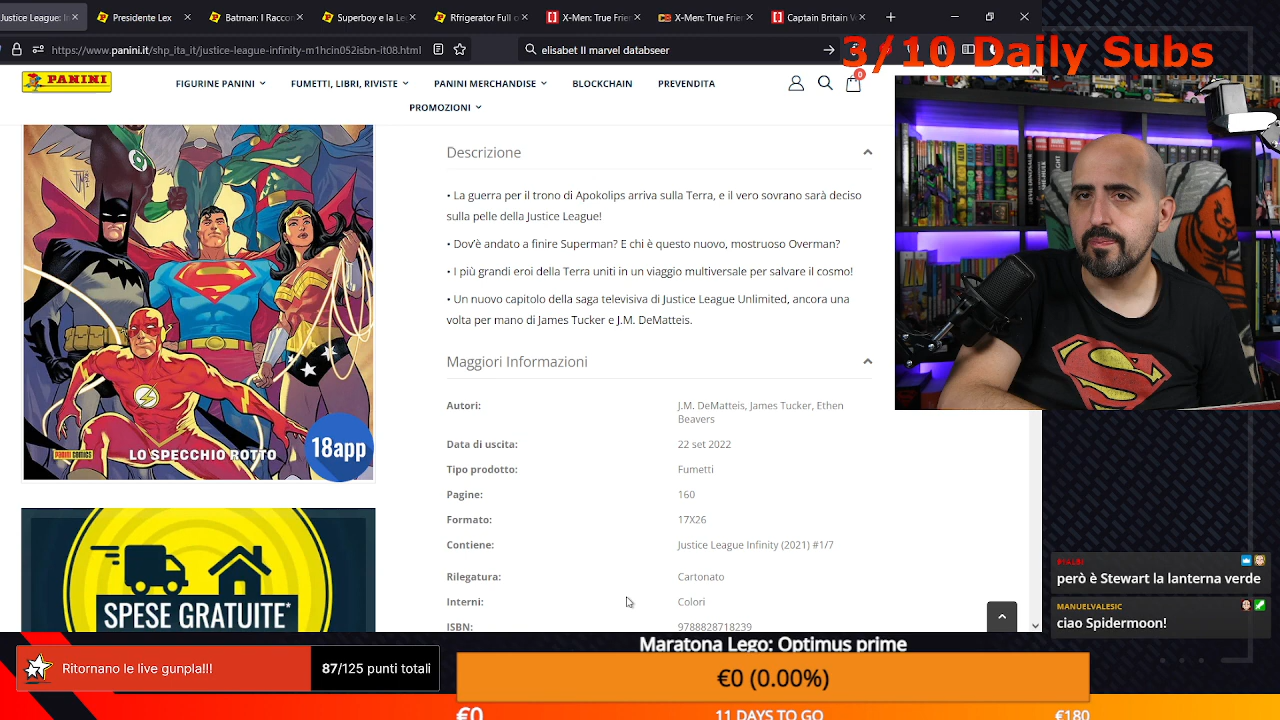 Justice League:
Presidente Lex
Batman: I Raccon
Superboy e la Le
Rfrigerator Full o
X-Men: True Frie
X-Men: True Frie
Captain Britain V
https://www.panini.it/shp_ita_it/justice-league-infinity-m1hcin052isbn-it08.html
elisabet II marvel databseer
3/10 Daily Subs
PANINI
FIGURINE PANINI
FUMETTI, LIBRI, RIVISTE
PANINI MERCHANDISE
BLOCKCHAIN
PREVENDITA
0
PROMOZIONI
Descrizione
• La guerra per il trono di Apokolips arriva sulla Terra, e il vero sovrano sarà deciso
sulla pelle della Justice League!
• Dov'è andato a finire Superman? E chi è questo nuovo, mostruoso Overman?
• I più grandi eroi della Terra uniti in un viaggio multiversale per salvare il cosmo!
• Un nuovo capitolo della saga televisiva di Justice League Unlimited, ancora una
volta per mano di James Tucker e J.M. DeMatteis.
Maggiori Informazioni
Autori: J.M. DeMatteis, James Tucker, Ethen
Beavers
Data di uscita: 22 set 2022
Tipo prodotto: Fumetti
Pagine: 160
Formato: 17X26
Contiene: Justice League Infinity (2021) #1/7
Rilegatura: Cartonato
Interni: Colori
ISBN: 9788828718239
PANINI COMICS
LO SPECCHIO ROTTO
18app
SPESE GRATUITE*
però è Stewart la lanterna verde
MANUELVALESIC
ciao Spidermoon!
Ritornano le live gunpla!!!
87/125 punti totali
Maratona Lego: Optimus prime
€0 (0.00%)
€0
11 DAYS TO GO
€180